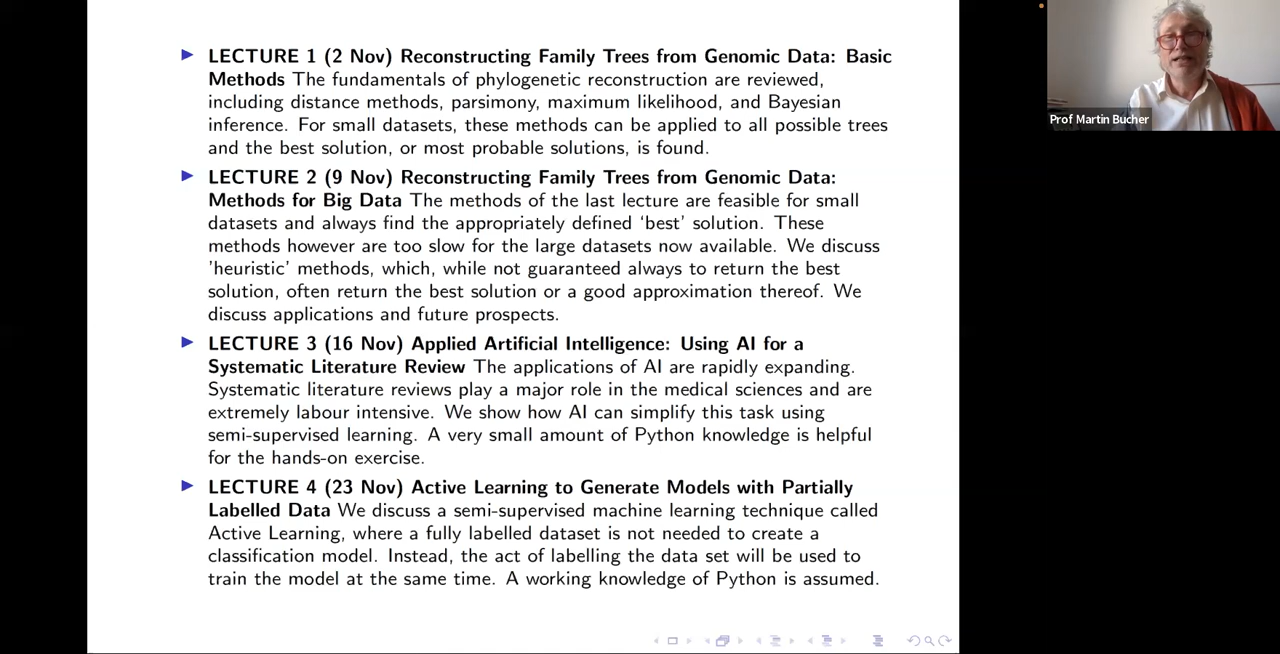 LECTURE 1 (2 Nov) Reconstructing Family Trees from Genomic Data: Basic
Methods The fundamentals of phylogenetic reconstruction are reviewed,
including distance methods, parsimony, maximum likelihood, and Bayesian
inference. For small datasets, these methods can be applied to all possible trees
and the best solution, or most probable solutions, is found.
LECTURE 2 (9 Nov) Reconstructing Family Trees from Genomic Data:
Methods for Big Data The methods of the last lecture are feasible for small
datasets and always find the appropriately defined ‘best’ solution. These
methods however are too slow for the large datasets now available. We discuss
’heuristic’ methods, which, while not guaranteed always to return the best
solution, often return the best solution or a good approximation thereof. We
discuss applications and future prospects.
LECTURE 3 (16 Nov) Applied Artificial Intelligence: Using AI for a
Systematic Literature Review The applications of AI are rapidly expanding.
Systematic literature reviews play a major role in the medical sciences and are
extremely labour intensive. We show how AI can simplify this task using
semi-supervised learning. A very small amount of Python knowledge is helpful
for the hands-on exercise.
LECTURE 4 (23 Nov) Active Learning to Generate Models with Partially
Labelled Data We discuss a semi-supervised machine learning technique called
Active Learning, where a fully labelled dataset is not needed to create a
classification model. Instead, the act of labelling the data set will be used to
train the model at the same time. A working knowledge of Python is assumed.
Prof Martin Bucher